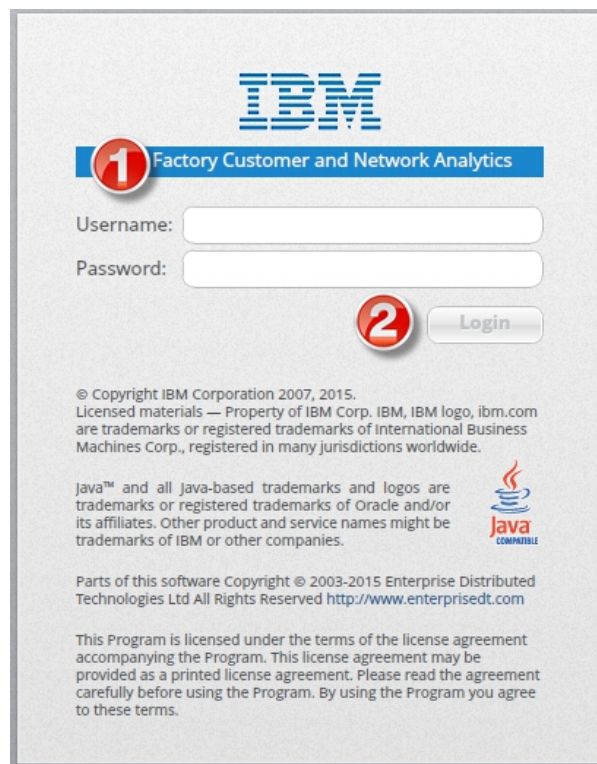 IBM
1 Factory Customer and Network Analytics
Username:
Password:
2 Login
© Copyright IBM Corporation 2007, 2015.
Licensed materials — Property of IBM Corp. IBM, IBM logo, ibm.com
are trademarks or registered trademarks of International Business
Machines Corp., registered in many jurisdictions worldwide.
Java™ and all Java-based trademarks and logos are
trademarks or registered trademarks of Oracle and/or
its affiliates. Other product and service names might be
trademarks of IBM or other companies.
Java
COMPATIBLE
Parts of this software Copyright © 2003-2015 Enterprise Distributed
Technologies Ltd All Rights Reserved http://www.enterprisedt.com
This Program is licensed under the terms of the license agreement
accompanying the Program. This license agreement may be
provided as a printed license agreement. Please read the agreement
carefully before using the Program. By using the Program you agree
to these terms.